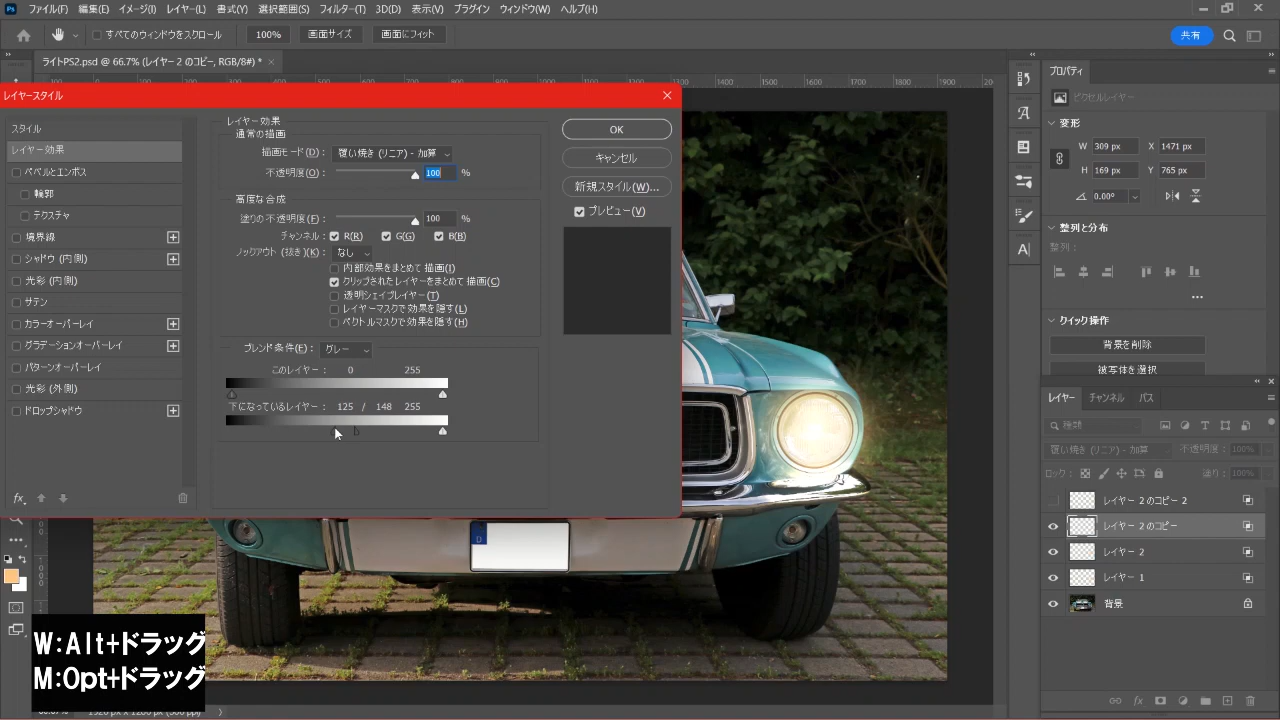 Ps ファイル(F) 編集(E) イメージ(I) レイヤー(L) 書式(Y) 選択範囲(S) フィルター(T) 3D(D) 表示(V) プラグイン ウィンドウ(W) ヘルプ(H)
すべてのウィンドウをスクロール 100% 画面サイズ 画面にフィット 共有
ライトPS2.psd @ 66.7% (レイヤー 2 のコピー, RGB/8#) *
レイヤースタイル
スタイル
レイヤー効果
べベルとエンボス
輪郭
テクスチャ
境界線
シャドウ (内側)
光彩 (内側)
サテン
カラーオーバーレイ
グラデーションオーバーレイ
パターンオーバーレイ
光彩 (外側)
ドロップシャドウ
fx
レイヤー効果
通常の描画
描画モード(D): 覆い焼き (リニア) - 加算
不透明度(O): 100 %
高度な合成
塗りの不透明度(F): 100 %
チャンネル: R(R) G(G) B(B)
ノックアウト (抜き)(K): なし
内部効果をまとめて描画(I)
クリップされたレイヤーをまとめて描画(C)
透明シェイプレイヤー(T)
レイヤーマスクで効果を隠す(L)
ベクトルマスクで効果を隠す(H)
ブレンド条件(E): グレー
このレイヤー: 0 255
下になっているレイヤー: 125 / 148 255
OK
キャンセル
新規スタイル(W)...
プレビュー(V)
プロパティ
ピクセルレイヤー
変形
W 309 px X 1471 px
H 169 px Y 765 px
0.00°
整列と分布
整列:
クイック操作
背景を削除
被写体を選択
レイヤー チャンネル パス
種類
覆い焼き (リニア) - 加算 不透明度: 100%
ロック: 塗り: 100%
レイヤー 2 のコピー 2
レイヤー 2 のコピー
レイヤー 2
レイヤー 1
背景
D
W:Alt+ドラッグ
M:Opt+ドラッグ